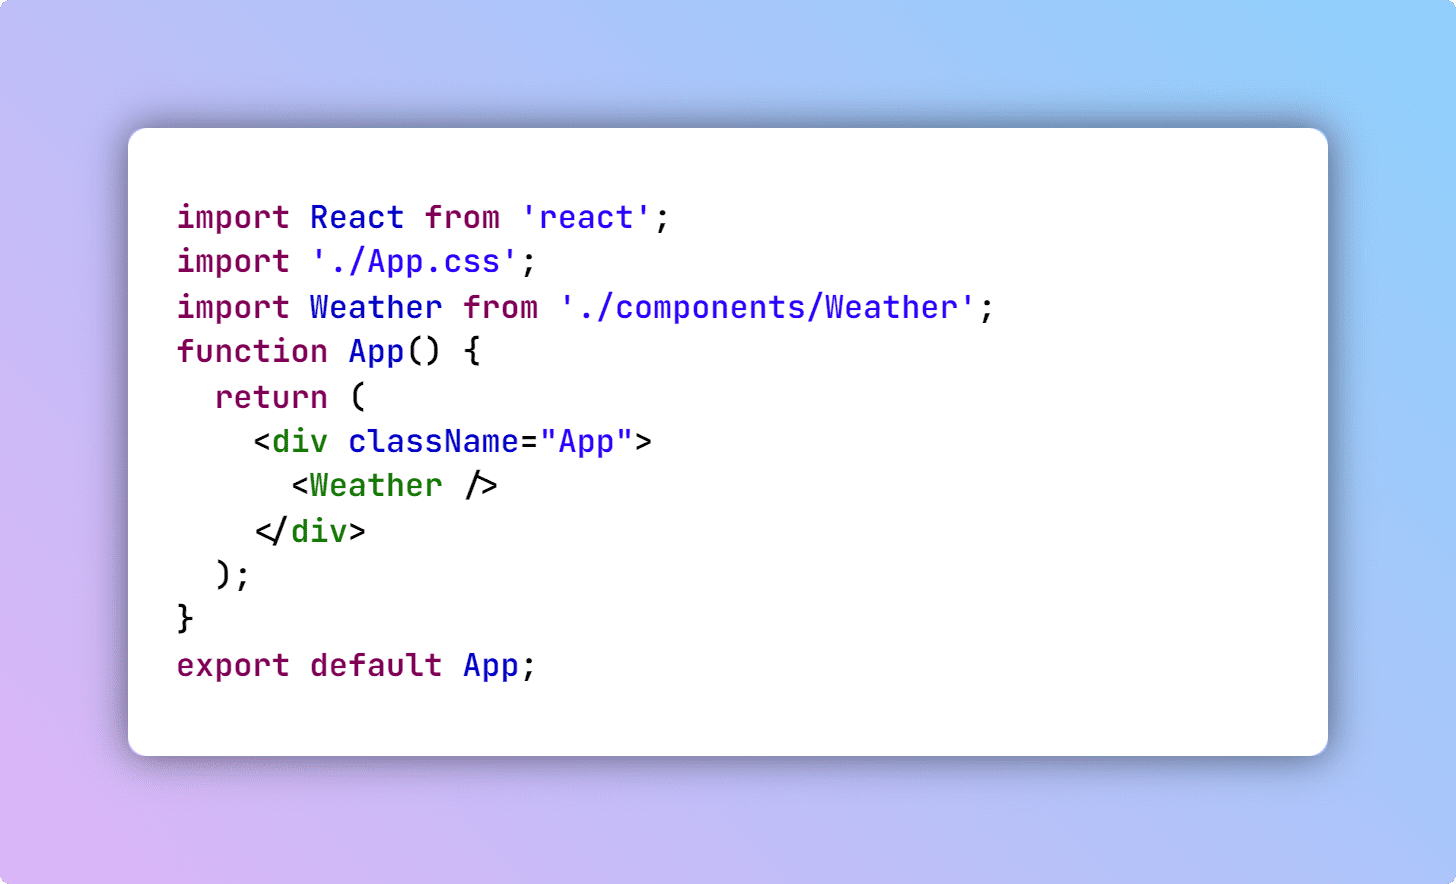 import React from 'react';
import './App.css';
import Weather from './components/Weather';
function App() {
  return (
    <div className="App">
      <Weather />
    </div>
  );
}
export default App;